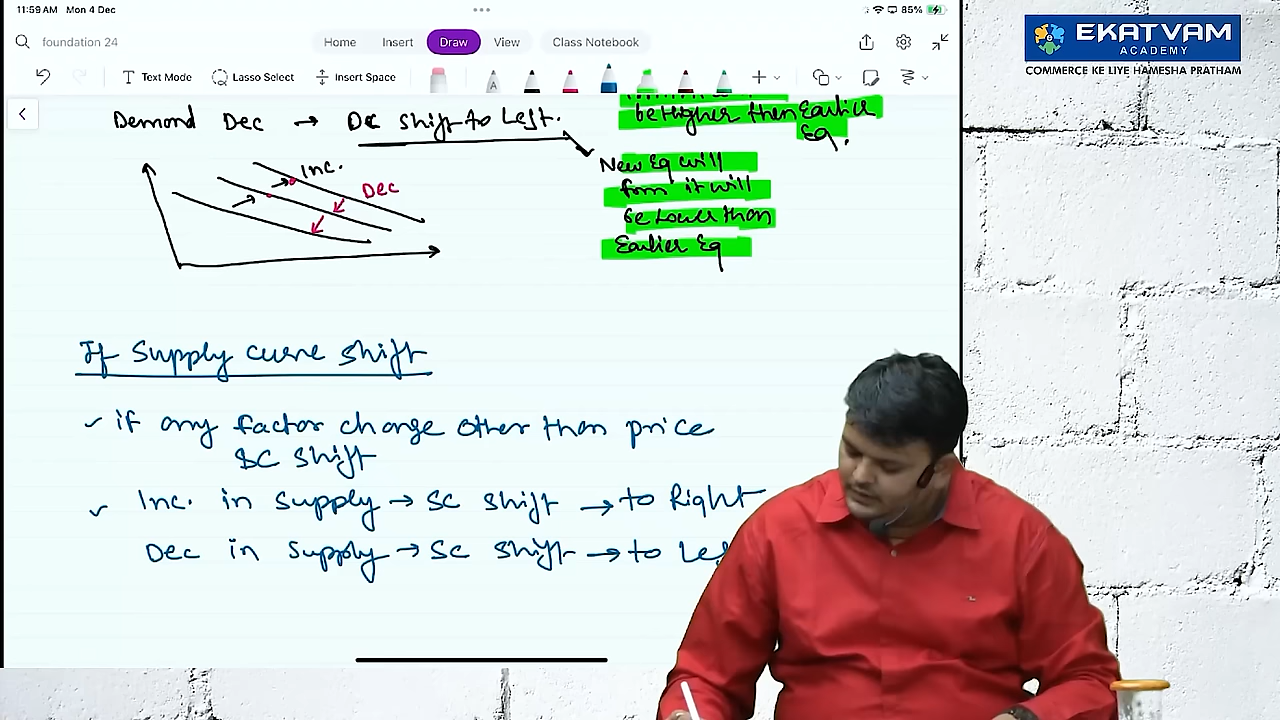 11:59 AM Mon 4 Dec
85%
foundation 24
Home Insert Draw View Class Notebook
Text Mode Lasso Select Insert Space
EKATVAM
ACADEMY
COMMERCE KE LIYE HAMESHA PRATHAM
be Higher then Earlier
Eq.
Demand Dec → DC shift to Left.
New Eq will
form it will
be Lower than
Earlier Eq
Inc.
Dec
If Supply curve shift
if any factor change other than price
SC shift
Inc. in supply → SC shift → to Right
Dec in supply → SC shift → to